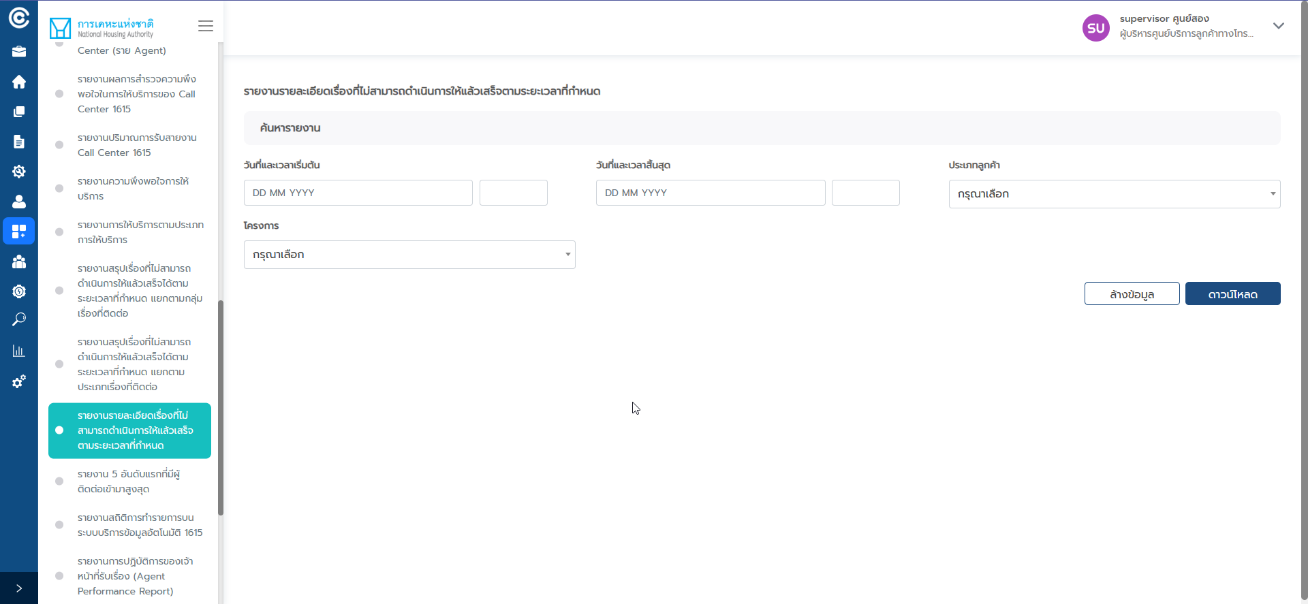 การเคหะแห่งชาติ
National Housing Authority
Center (ราย Agent)
รายงานผลการสำรวจความพึง
พอใจในการให้บริการของ Call
Center 1615
รายงานปริมาณการรับสายงาน
Call Center 1615
รายงานความพึงพอใจการให้
บริการ
รายงานการให้บริการตามประเภท
การให้บริการ
รายงานสรุปเรื่องที่ไม่สามารถ
ดำเนินการให้แล้วเสร็จได้ตาม
ระยะเวลาที่กำหนด แยกตามกลุ่ม
เรื่องที่ติดต่อ
รายงานสรุปเรื่องที่ไม่สามารถ
ดำเนินการให้แล้วเสร็จได้ตาม
ระยะเวลาที่กำหนด แยกตาม
ประเภทเรื่องที่ติดต่อ
รายงานรายละเอียดเรื่องที่ไม่
สามารถดำเนินการให้แล้วเสร็จ
ตามระยะเวลาที่กำหนด
รายงาน 5 อันดับแรกที่มีผู้
ติดต่อเข้ามาสูงสุด
รายงานสถิติการทำรายการบน
ระบบบริการข้อมูลอัตโนมัติ 1615
รายงานการปฏิบัติการของเจ้า
หน้าที่รับเรื่อง (Agent
Performance Report)
SU
supervisor ศูนย์สอง
ผู้บริหารศูนย์บริการลูกค้าทางโทร...
รายงานรายละเอียดเรื่องที่ไม่สามารถดำเนินการให้แล้วเสร็จตามระยะเวลาที่กำหนด
ค้นหารายงาน
วันที่และเวลาเริ่มต้น
DD MM YYYY
วันที่และเวลาสิ้นสุด
DD MM YYYY
ประเภทลูกค้า
กรุณาเลือก
โครงการ
กรุณาเลือก
ล้างข้อมูล
ดาวน์โหลด